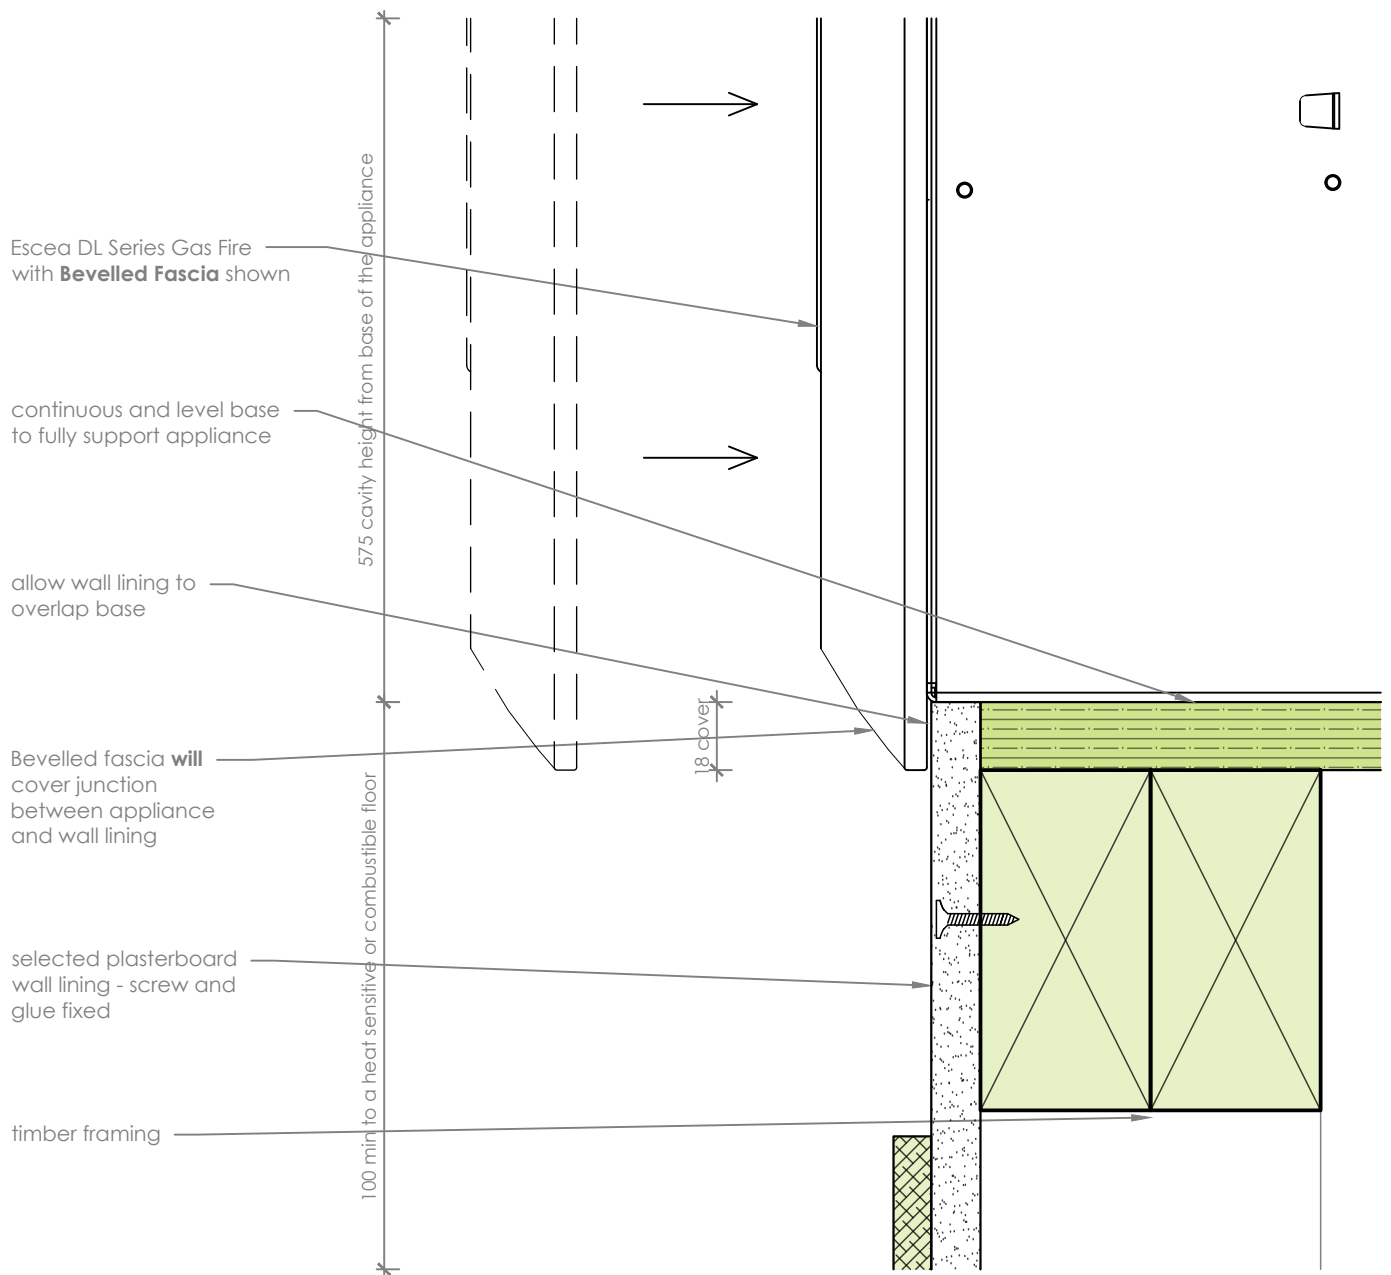 575 cavity height from base of the appliance
Escea DL Series Gas Fire
with Bevelled Fascia shown
continuous and level base
to fully support appliance
allow wall lining to
overlap base
18 cover
Bevelled fascia will
cover junction
between appliance
and wall lining
100 min to a heat sensitive or combustible floor
selected plasterboard
wall lining - screw and
glue fixed
timber framing